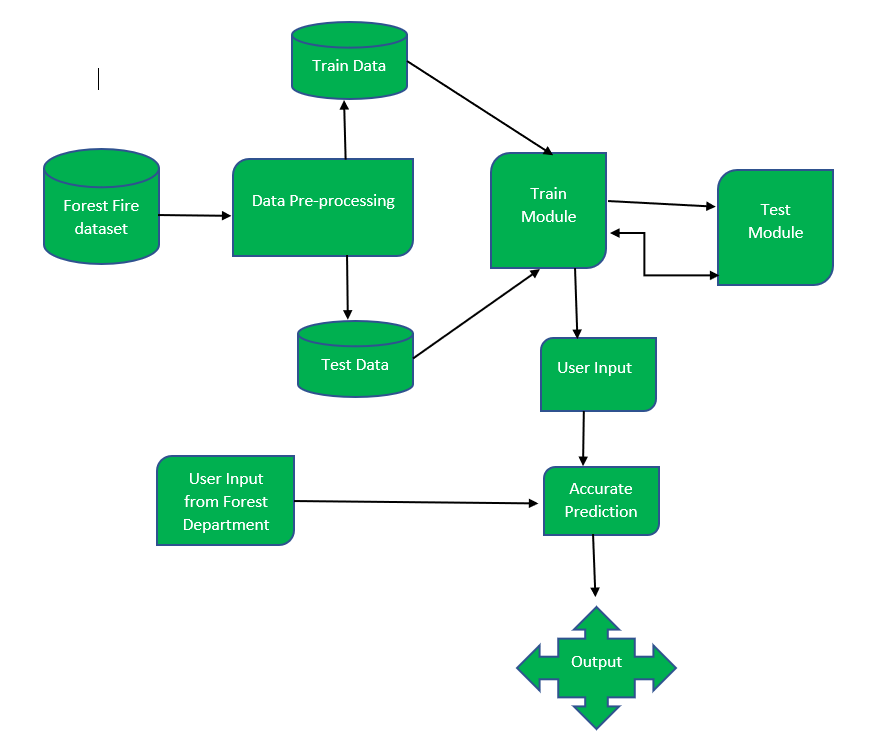 Train Data
Forest Fire
dataset
Data Pre-processing
Train
Module
Test
Module
Test Data
User Input
User Input
from Forest
Department
Accurate
Prediction
Output